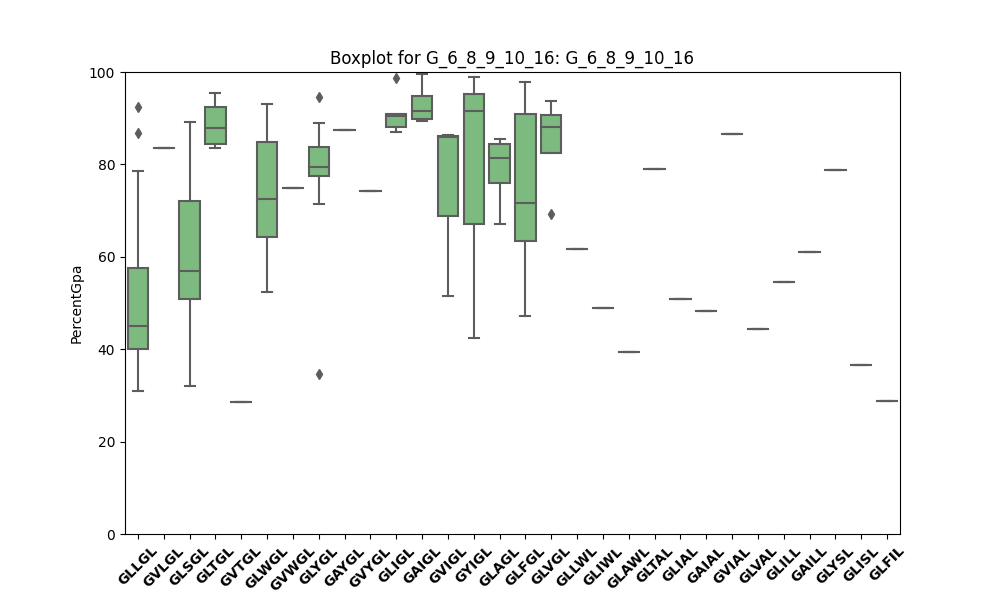 Boxplot for G_6_8_9_10_16: G_6_8_9_10_16
PercentGpa
100
80
60
40
20
0
GLLGL
GVLGL
GLSGL
GLTGL
GVTGL
GLWGL
GVWGL
GLYGL
GAYGL
GVYGL
GLIGL
GAIGL
GVIGL
GYIGL
GLAGL
GLFGL
GLVGL
GLLWL
GLIWL
GLAWL
GLTAL
GLIAL
GAIAL
GVIAL
GLVAL
GLILL
GAILL
GLYSL
GLISL
GLFIL